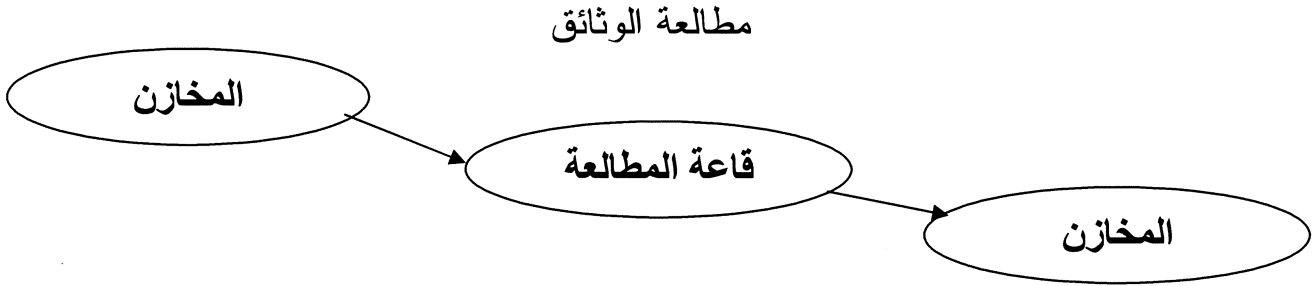 مطالعة الوثائق
المخازن
قاعة المطالعة
المخازن